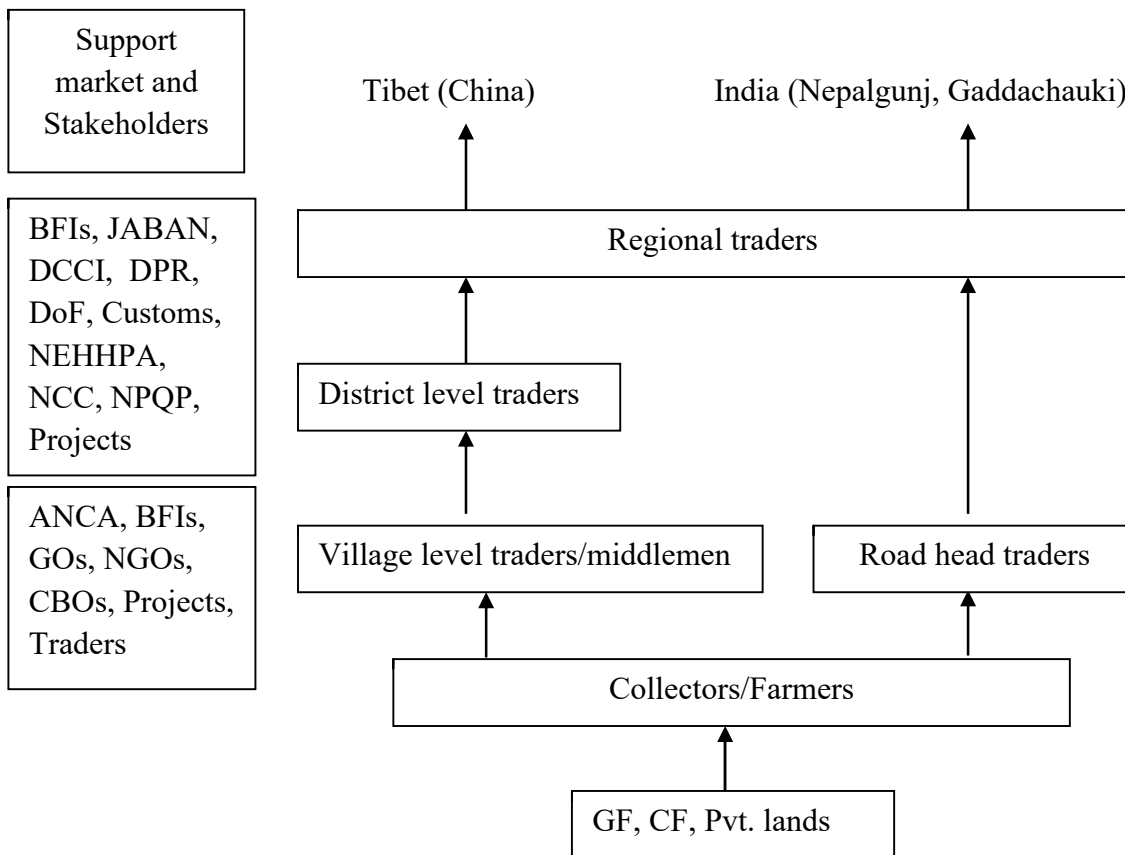 Support
market and
Stakeholders
Tibet (China)
India (Nepalgunj, Gaddachauki)
BFIs, JABAN,
DCCI, DPR,
DoF, Customs,
NEHHPA,
NCC, NPQP,
Projects
Regional traders
District level traders
ANCA, BFIs,
GOs, NGOs,
CBOs, Projects,
Traders
Village level traders/middlemen
Road head traders
Collectors/Farmers
GF, CF, Pvt. lands